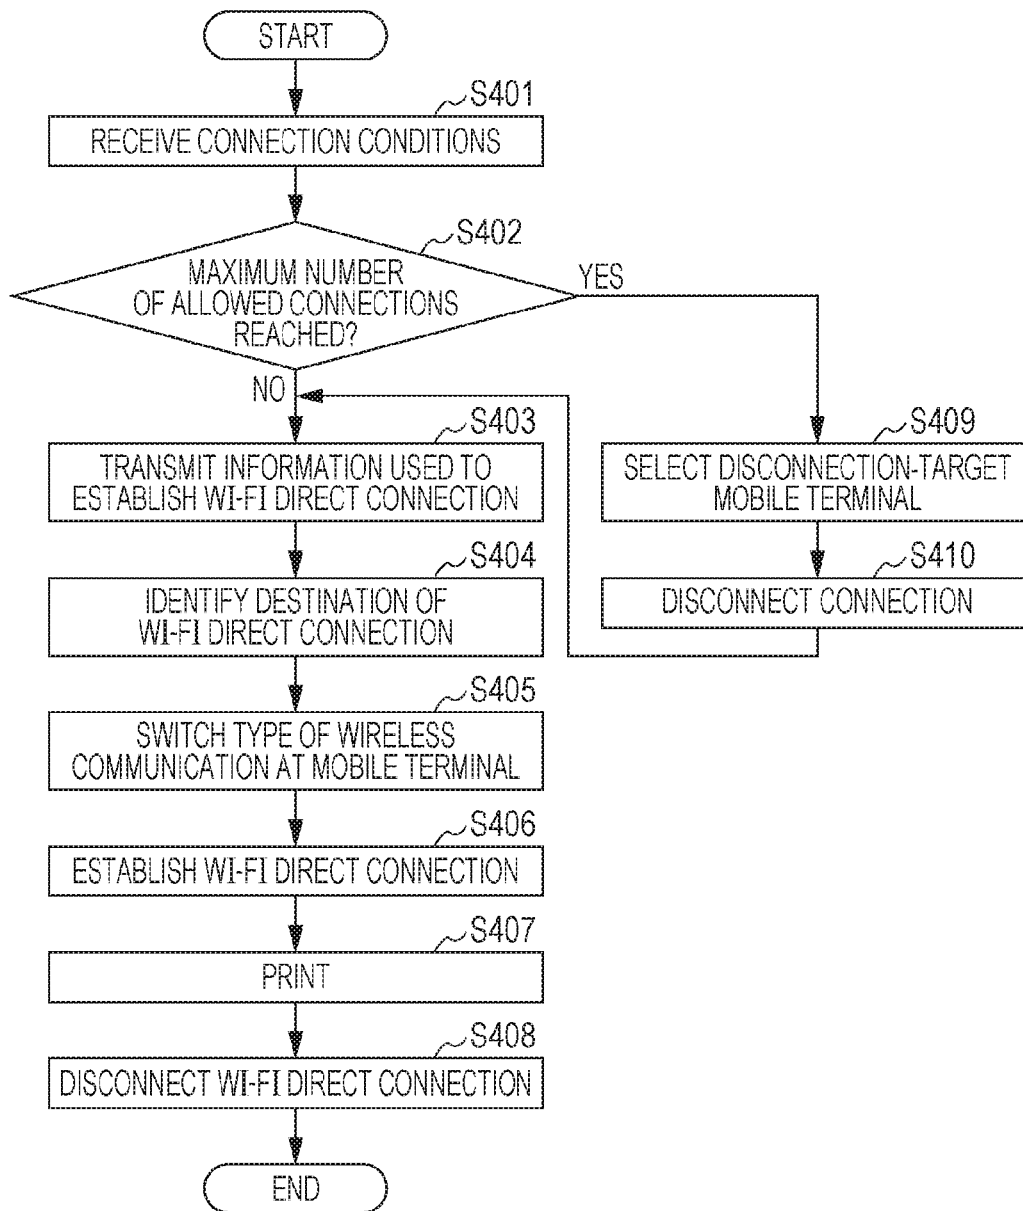 START
S401
RECEIVE CONNECTION CONDITIONS
S402
MAXIMUM NUMBER
OF ALLOWED CONNECTIONS
REACHED?
YES
NO
S403
TRANSMIT INFORMATION USED TO
ESTABLISH WI-FI DIRECT CONNECTION
S409
SELECT DISCONNECTION-TARGET
MOBILE TERMINAL
S404
IDENTIFY DESTINATION OF
WI-FI DIRECT CONNECTION
S410
DISCONNECT CONNECTION
S405
SWITCH TYPE OF WIRELESS
COMMUNICATION AT MOBILE TERMINAL
S406
ESTABLISH WI-FI DIRECT CONNECTION
S407
PRINT
S408
DISCONNECT WI-FI DIRECT CONNECTION
END